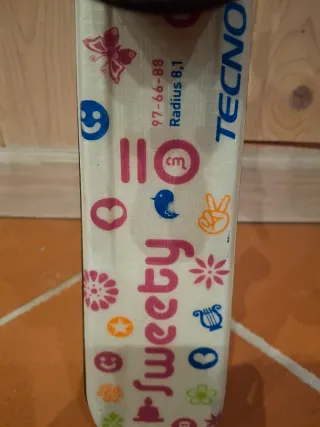 97-66-88
Radius 8,1
TECNO
Sweety